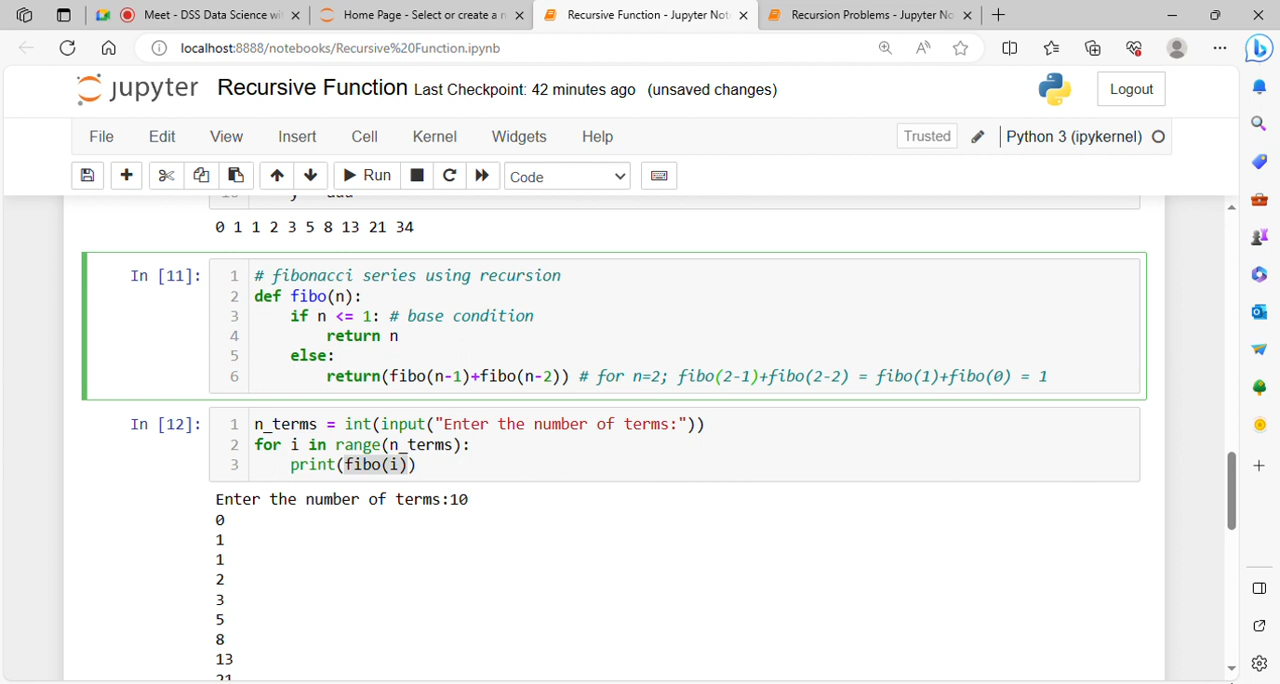 Meet - DSS Data Science wi
Home Page - Select or create a n
Recursive Function - Jupyter Not
Recursion Problems - Jupyter No
localhost:8888/notebooks/Recursive%20Function.ipynb
jupyter Recursive Function Last Checkpoint: 42 minutes ago (unsaved changes)
Logout
File Edit View Insert Cell Kernel Widgets Help Trusted Python 3 (ipykernel)
Run Code
0 1 1 2 3 5 8 13 21 34
In [11]: 1 # fibonacci series using recursion
2 def fibo(n):
3 if n <= 1: # base condition
4 return n
5 else:
6 return(fibo(n-1)+fibo(n-2)) # for n=2; fibo(2-1)+fibo(2-2) = fibo(1)+fibo(0) = 1
In [12]: 1 n_terms = int(input("Enter the number of terms:"))
2 for i in range(n_terms):
3 print(fibo(i))
Enter the number of terms:10
0
1
1
2
3
5
8
13
21